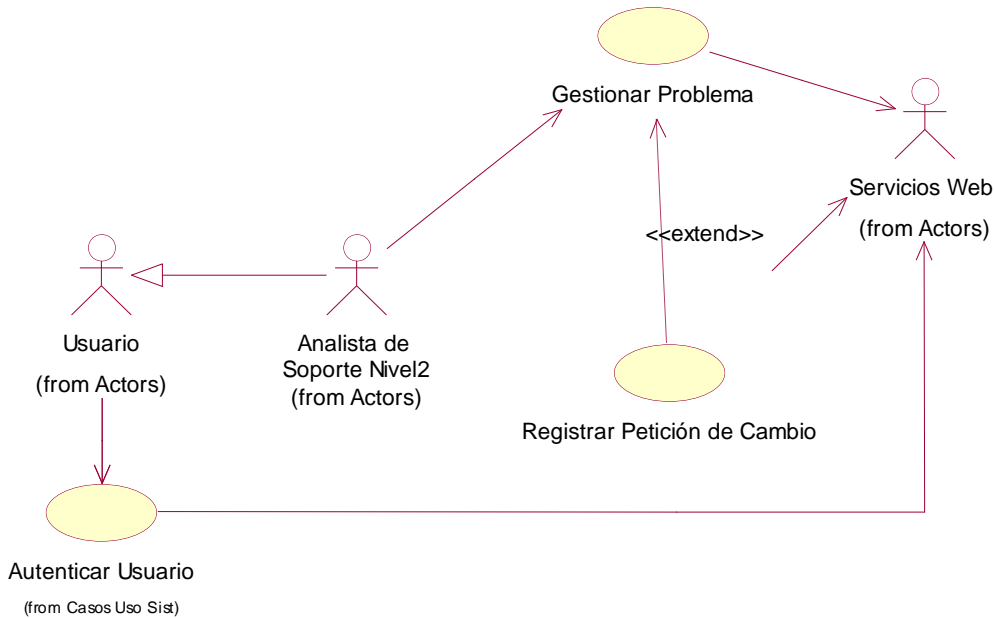 Gestionar Problema
Servicios Web
(from Actors)
<<extend>>
Usuario
(from Actors)
Analista de
Soporte Nivel2
(from Actors)
Registrar Petición de Cambio
Autenticar Usuario
(from Casos Uso Sist)